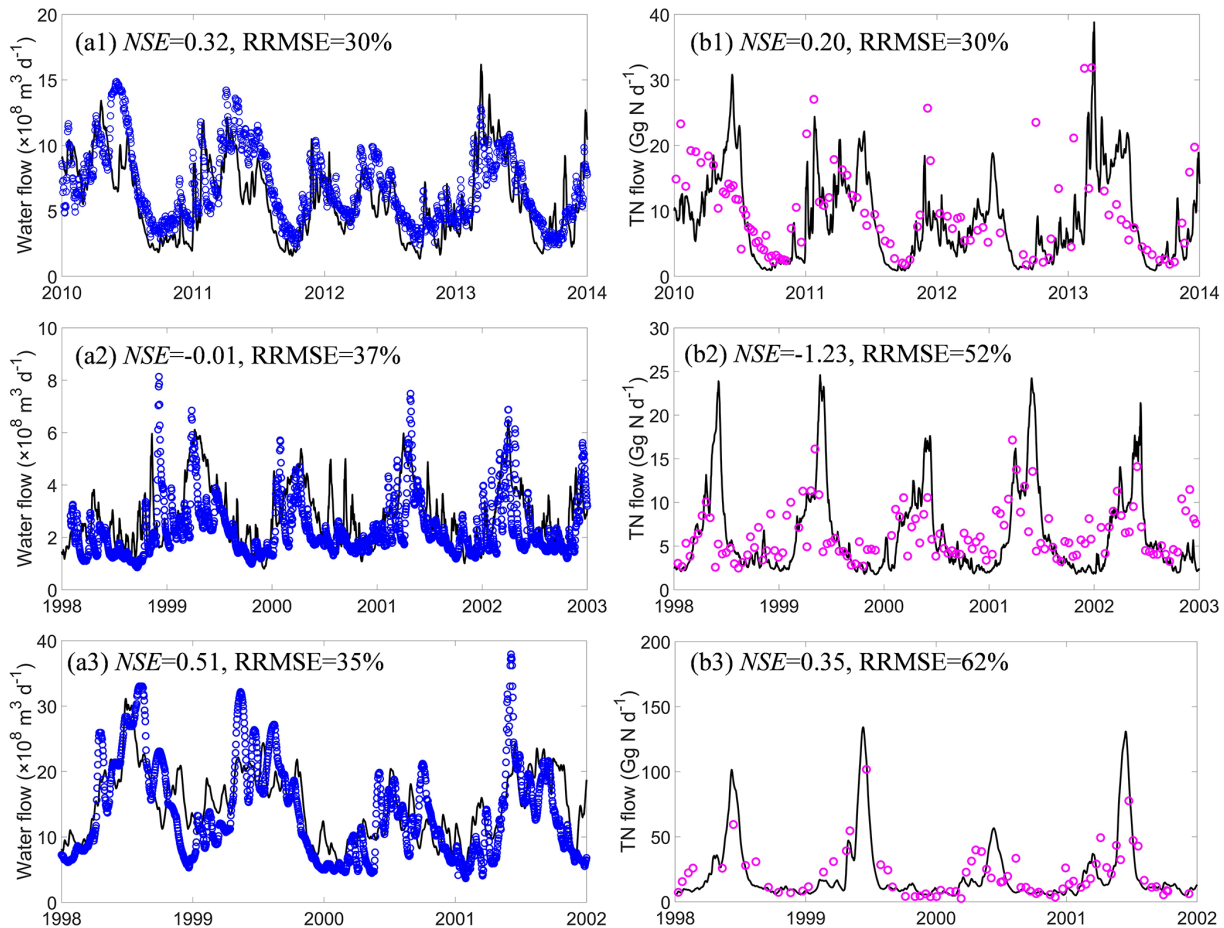 (a1) NSE=0.32, RRMSE=30%
Water flow (×10⁸ m³ d⁻¹)
20
15
10
5
0
2010 2011 2012 2013 2014
(b1) NSE=0.20, RRMSE=30%
TN flow (Gg N d⁻¹)
40
30
20
10
0
2010 2011 2012 2013 2014
(a2) NSE=-0.01, RRMSE=37%
Water flow (×10⁸ m³ d⁻¹)
10
8
6
4
2
0
1998 1999 2000 2001 2002 2003
(b2) NSE=-1.23, RRMSE=52%
TN flow (Gg N d⁻¹)
30
25
20
15
10
5
0
1998 1999 2000 2001 2002 2003
(a3) NSE=0.51, RRMSE=35%
Water flow (×10⁸ m³ d⁻¹)
40
30
20
10
0
1998 1999 2000 2001 2002
(b3) NSE=0.35, RRMSE=62%
TN flow (Gg N d⁻¹)
200
150
100
50
0
1998 1999 2000 2001 2002